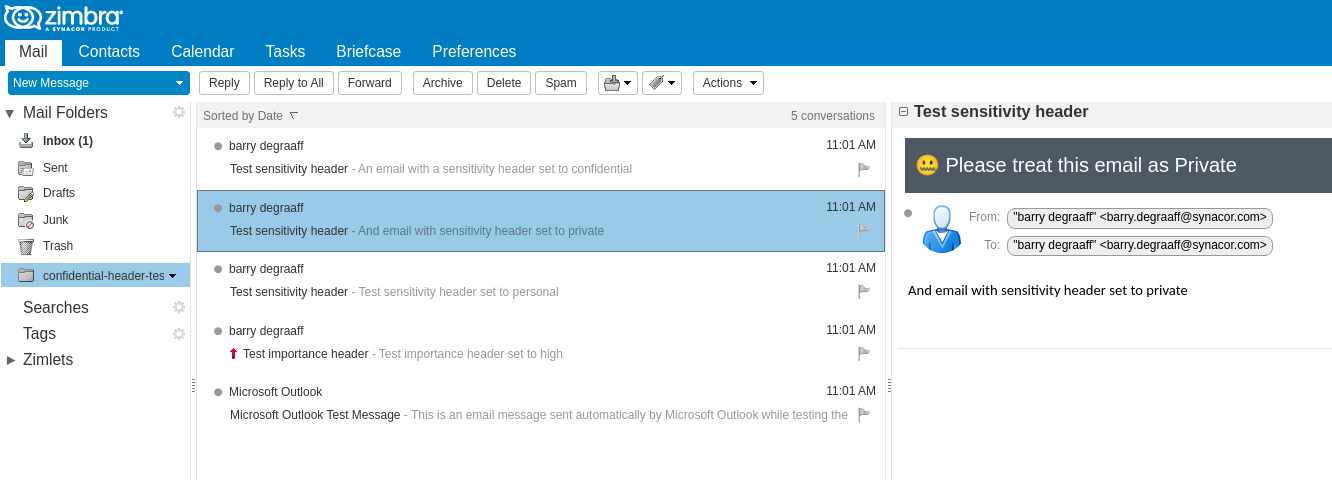 zimbra
A SYNACOR PRODUCT
Mail Contacts Calendar Tasks Briefcase Preferences
New Message Reply Reply to All Forward Archive Delete Spam Actions
Mail Folders
Inbox (1)
Sent
Drafts
Junk
Trash
confidential-header-tes
Searches
Tags
Zimlets
Sorted by Date 5 conversations
barry degraaff 11:01 AM
Test sensitivity header - An email with a sensitivity header set to confidential
barry degraaff 11:01 AM
Test sensitivity header - And email with sensitivity header set to private
barry degraaff 11:01 AM
Test sensitivity header - Test sensitivity header set to personal
barry degraaff 11:01 AM
Test importance header - Test importance header set to high
Microsoft Outlook 11:01 AM
Microsoft Outlook Test Message - This is an email message sent automatically by Microsoft Outlook while testing the
Test sensitivity header
Please treat this email as Private
From: "barry degraaff" <barry.degraaff@synacor.com>
To: "barry degraaff" <barry.degraaff@synacor.com>
And email with sensitivity header set to private